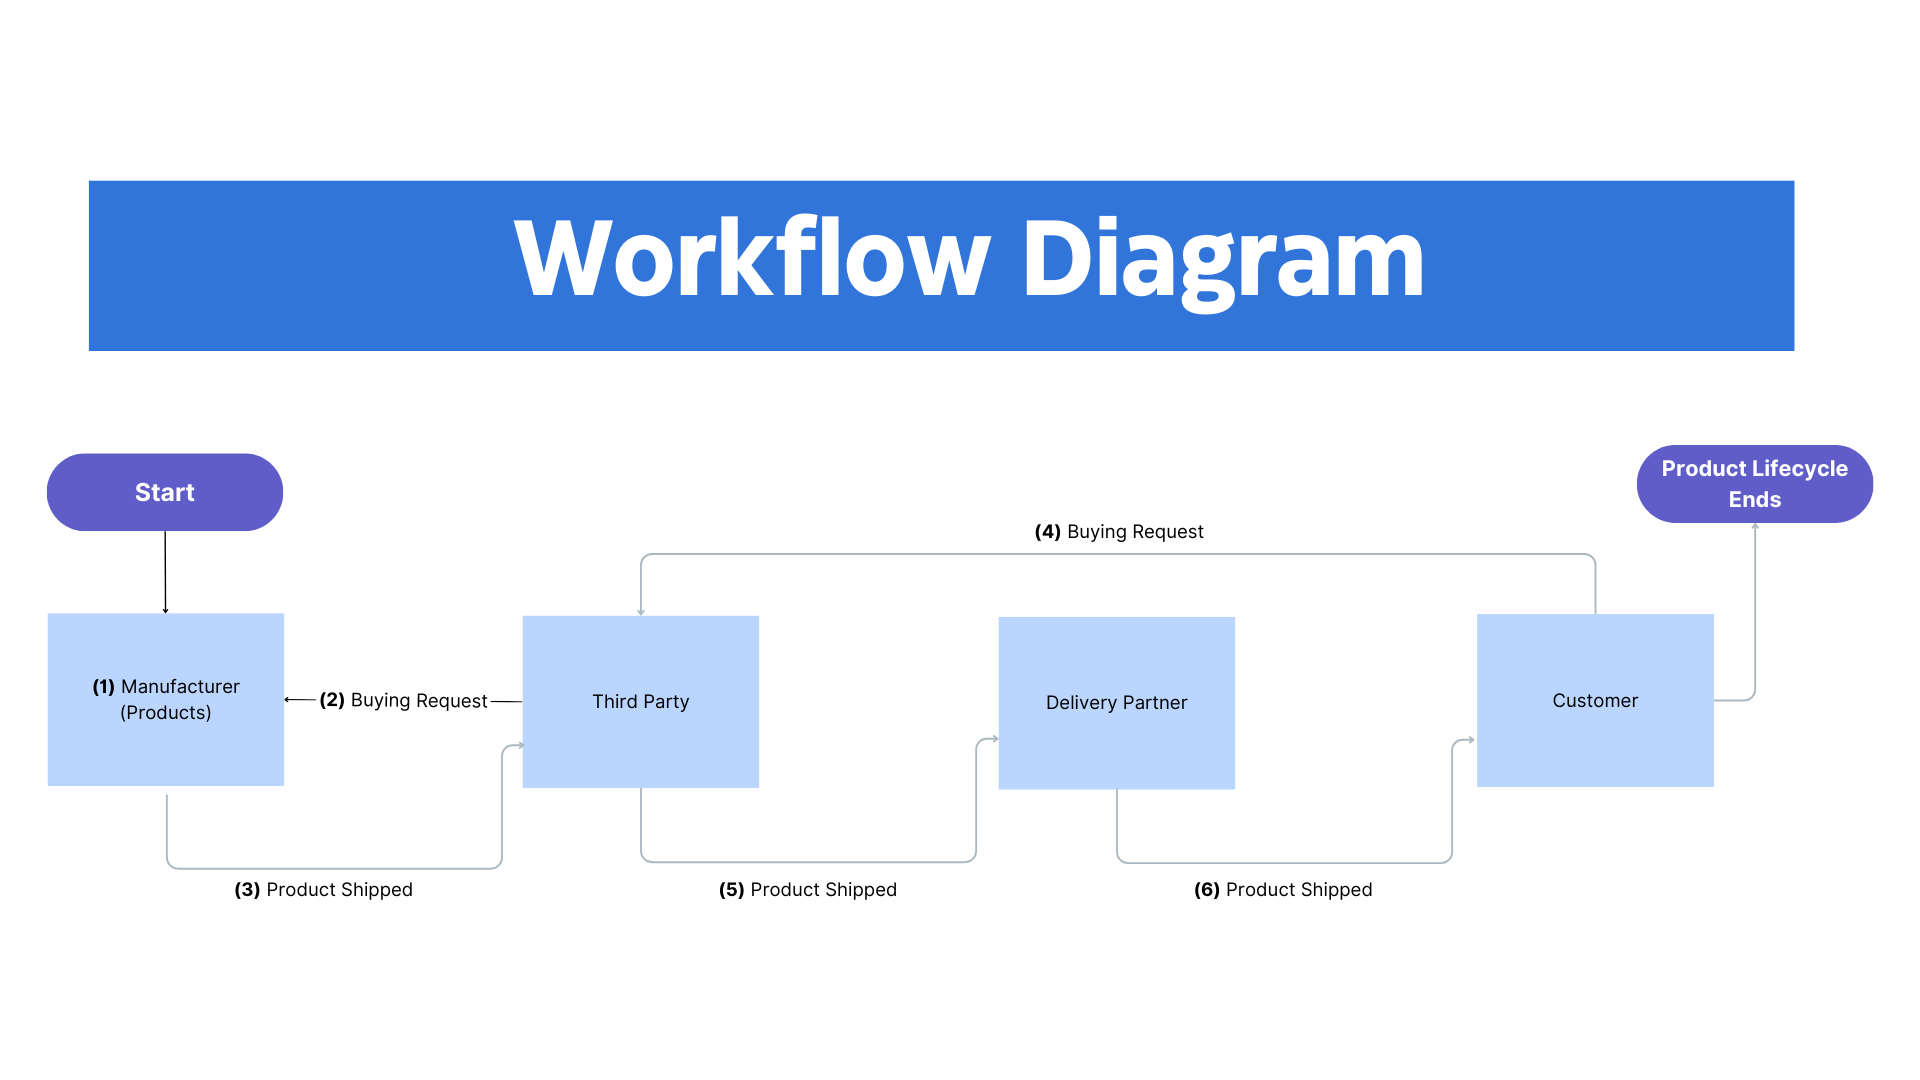 Workflow Diagram
Start
Product Lifecycle
Ends
(4) Buying Request
(1) Manufacturer
(Products)
(2) Buying Request
Third Party
Delivery Partner
Customer
(3) Product Shipped
(5) Product Shipped
(6) Product Shipped